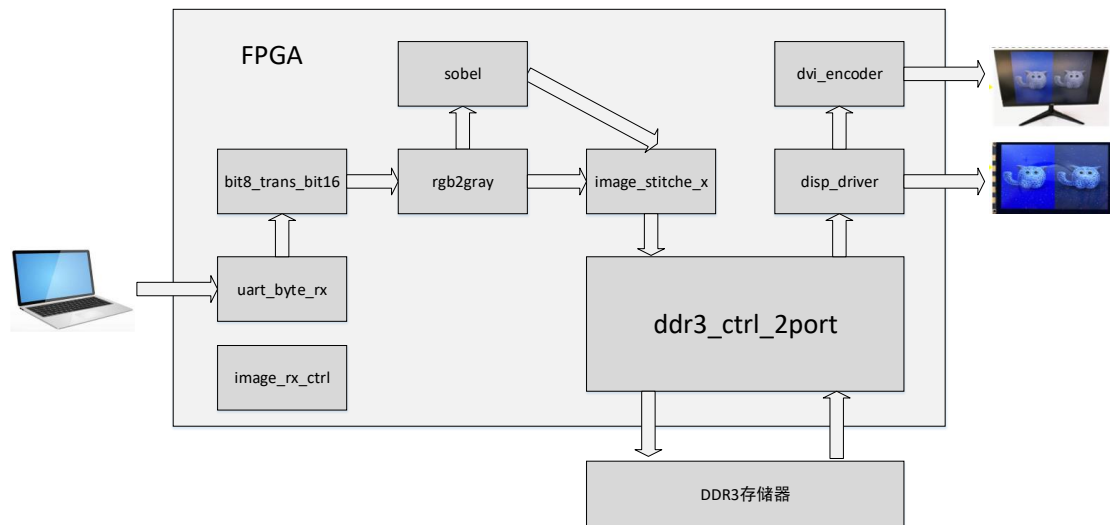 FPGA
sobel
dvi_encoder
bit8_trans_bit16
rgb2gray
image_stitche_x
disp_driver
uart_byte_rx
ddr3_ctrl_2port
image_rx_ctrl
DDR3存储器